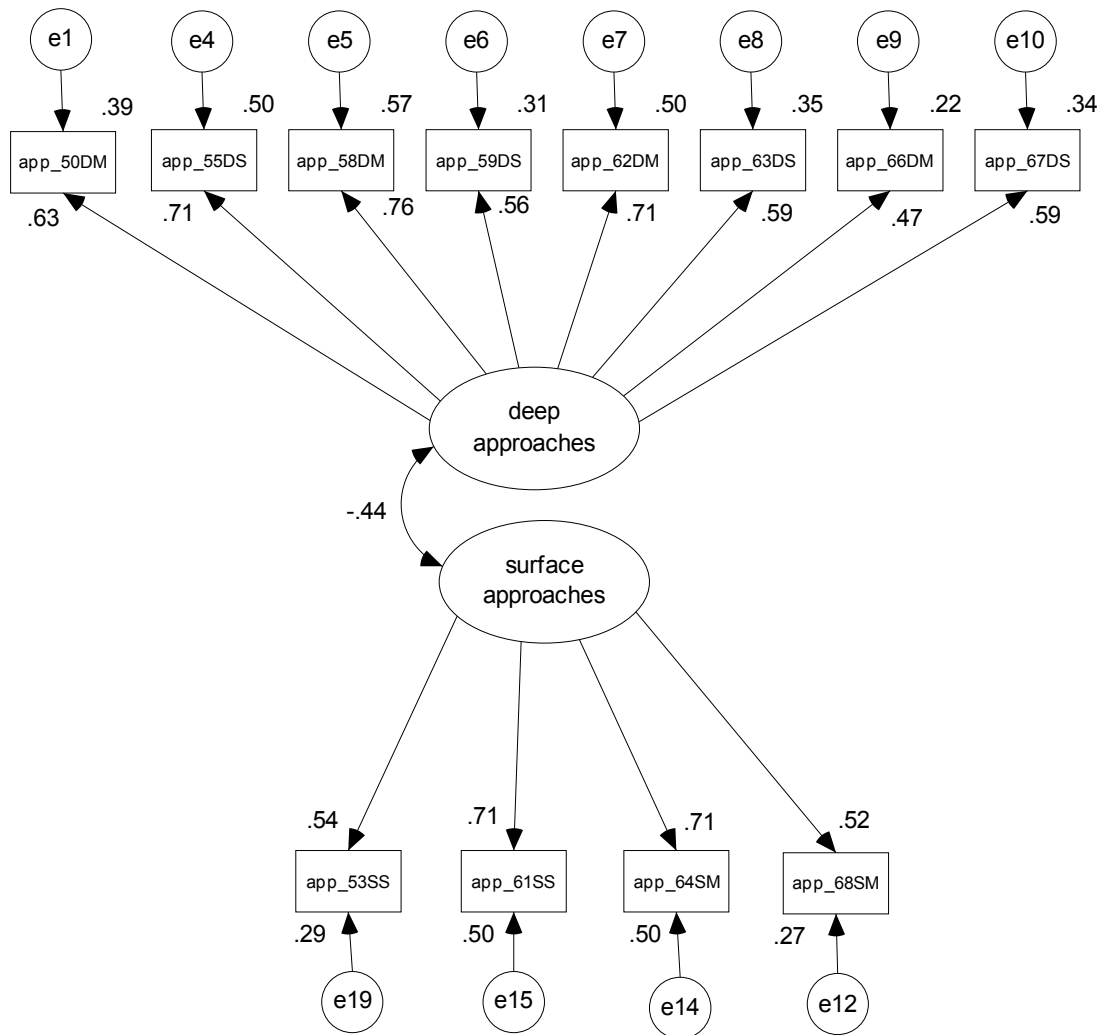 e1 e4 e5 e6 e7 e8 e9 e10
.39 .50 .57 .31 .50 .35 .22 .34
app_50DM app_55DS app_58DM app_59DS app_62DM app_63DS app_66DM app_67DS
.63 .71 .76 .56 .71 .59 .47 .59
deep
approaches
-.44
surface
approaches
.54 .71 .71 .52
app_53SS app_61SS app_64SM app_68SM
.29 .50 .50 .27
e19 e15 e14 e12